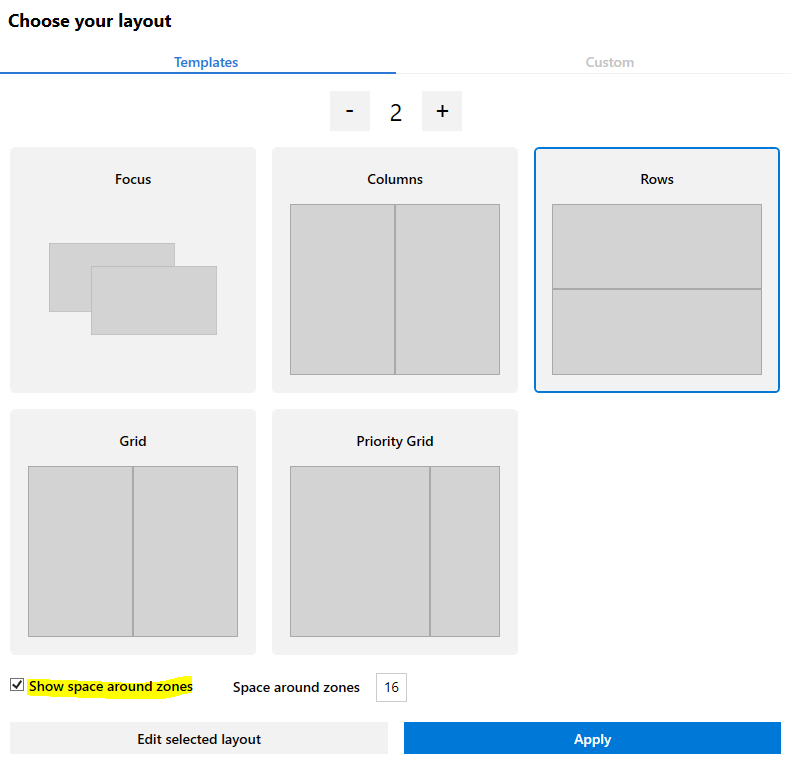 Choose your layout
Templates Custom
- 2 +
Focus Columns Rows
Grid Priority Grid
Show space around zones Space around zones 16
Edit selected layout Apply